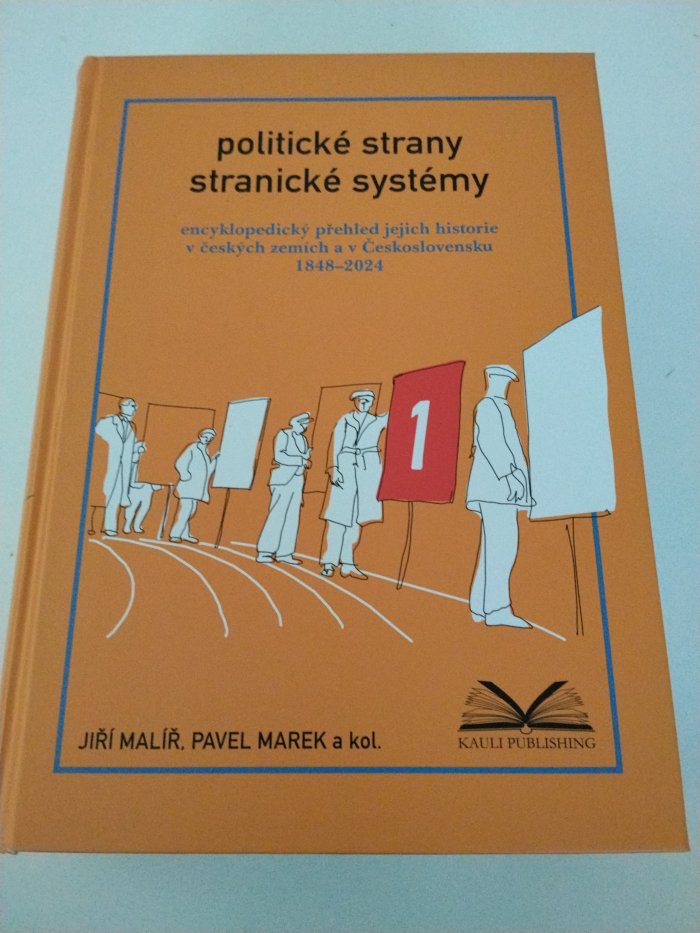 politické strany
stranické systémy
encyklopedický přehled jejich historie
v českých zemích a v Československu
1848–2024
1
JIŘÍ MALÍŘ, PAVEL MAREK a kol.
KAULI PUBLISHING